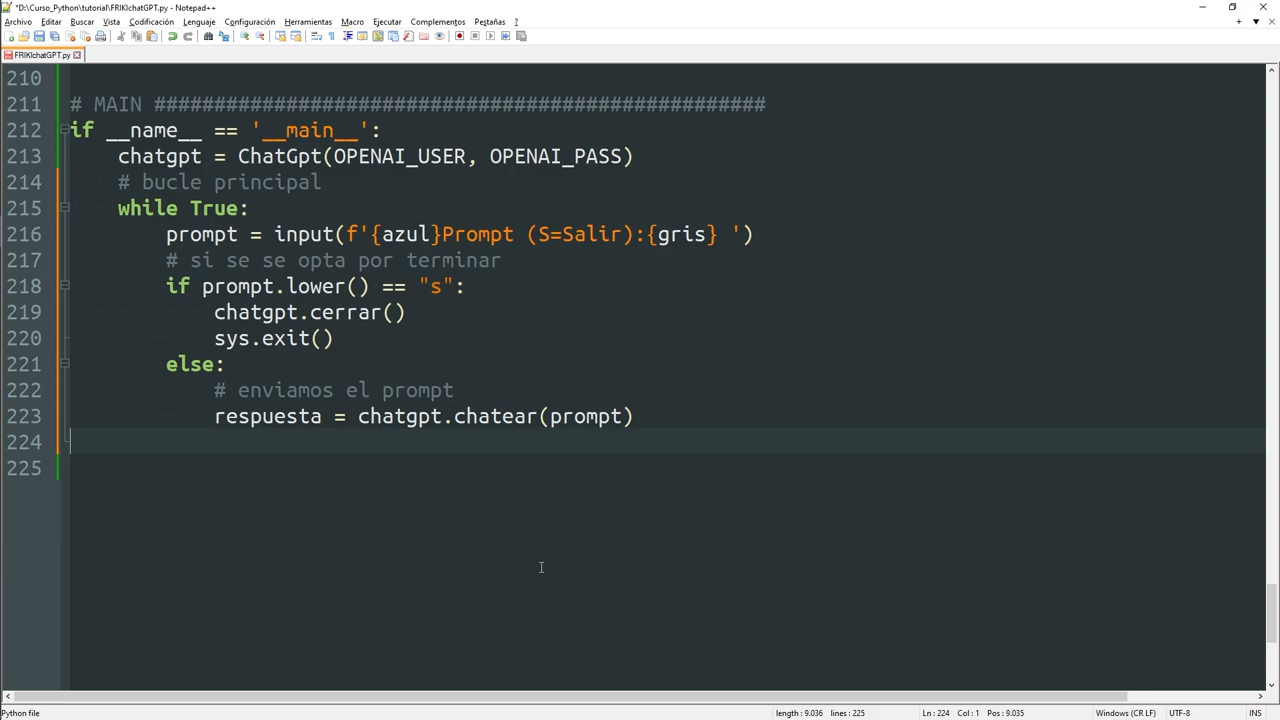 *D:\Curso_Python\tutorial\FRIKIchatGPT.py - Notepad++
Archivo Editar Buscar Vista Codificación Lenguaje Configuración Herramientas Macro Ejecutar Complementos Pestañas ?
FRIKIchatGPT.py
210
211 # MAIN ###################################################
212 if __name__ == '__main__':
213     chatgpt = ChatGpt(OPENAI_USER, OPENAI_PASS)
214     # bucle principal
215     while True:
216         prompt = input(f'{azul}Prompt (S=Salir):{gris} ')
217         # si se se opta por terminar
218         if prompt.lower() == "s":
219             chatgpt.cerrar()
220             sys.exit()
221         else:
222             # enviamos el prompt
223             respuesta = chatgpt.chatear(prompt)
224
225
Python file length : 9.036 lines : 225 Ln : 224 Col : 1 Pos : 9.035 Windows (CR LF) UTF-8 INS